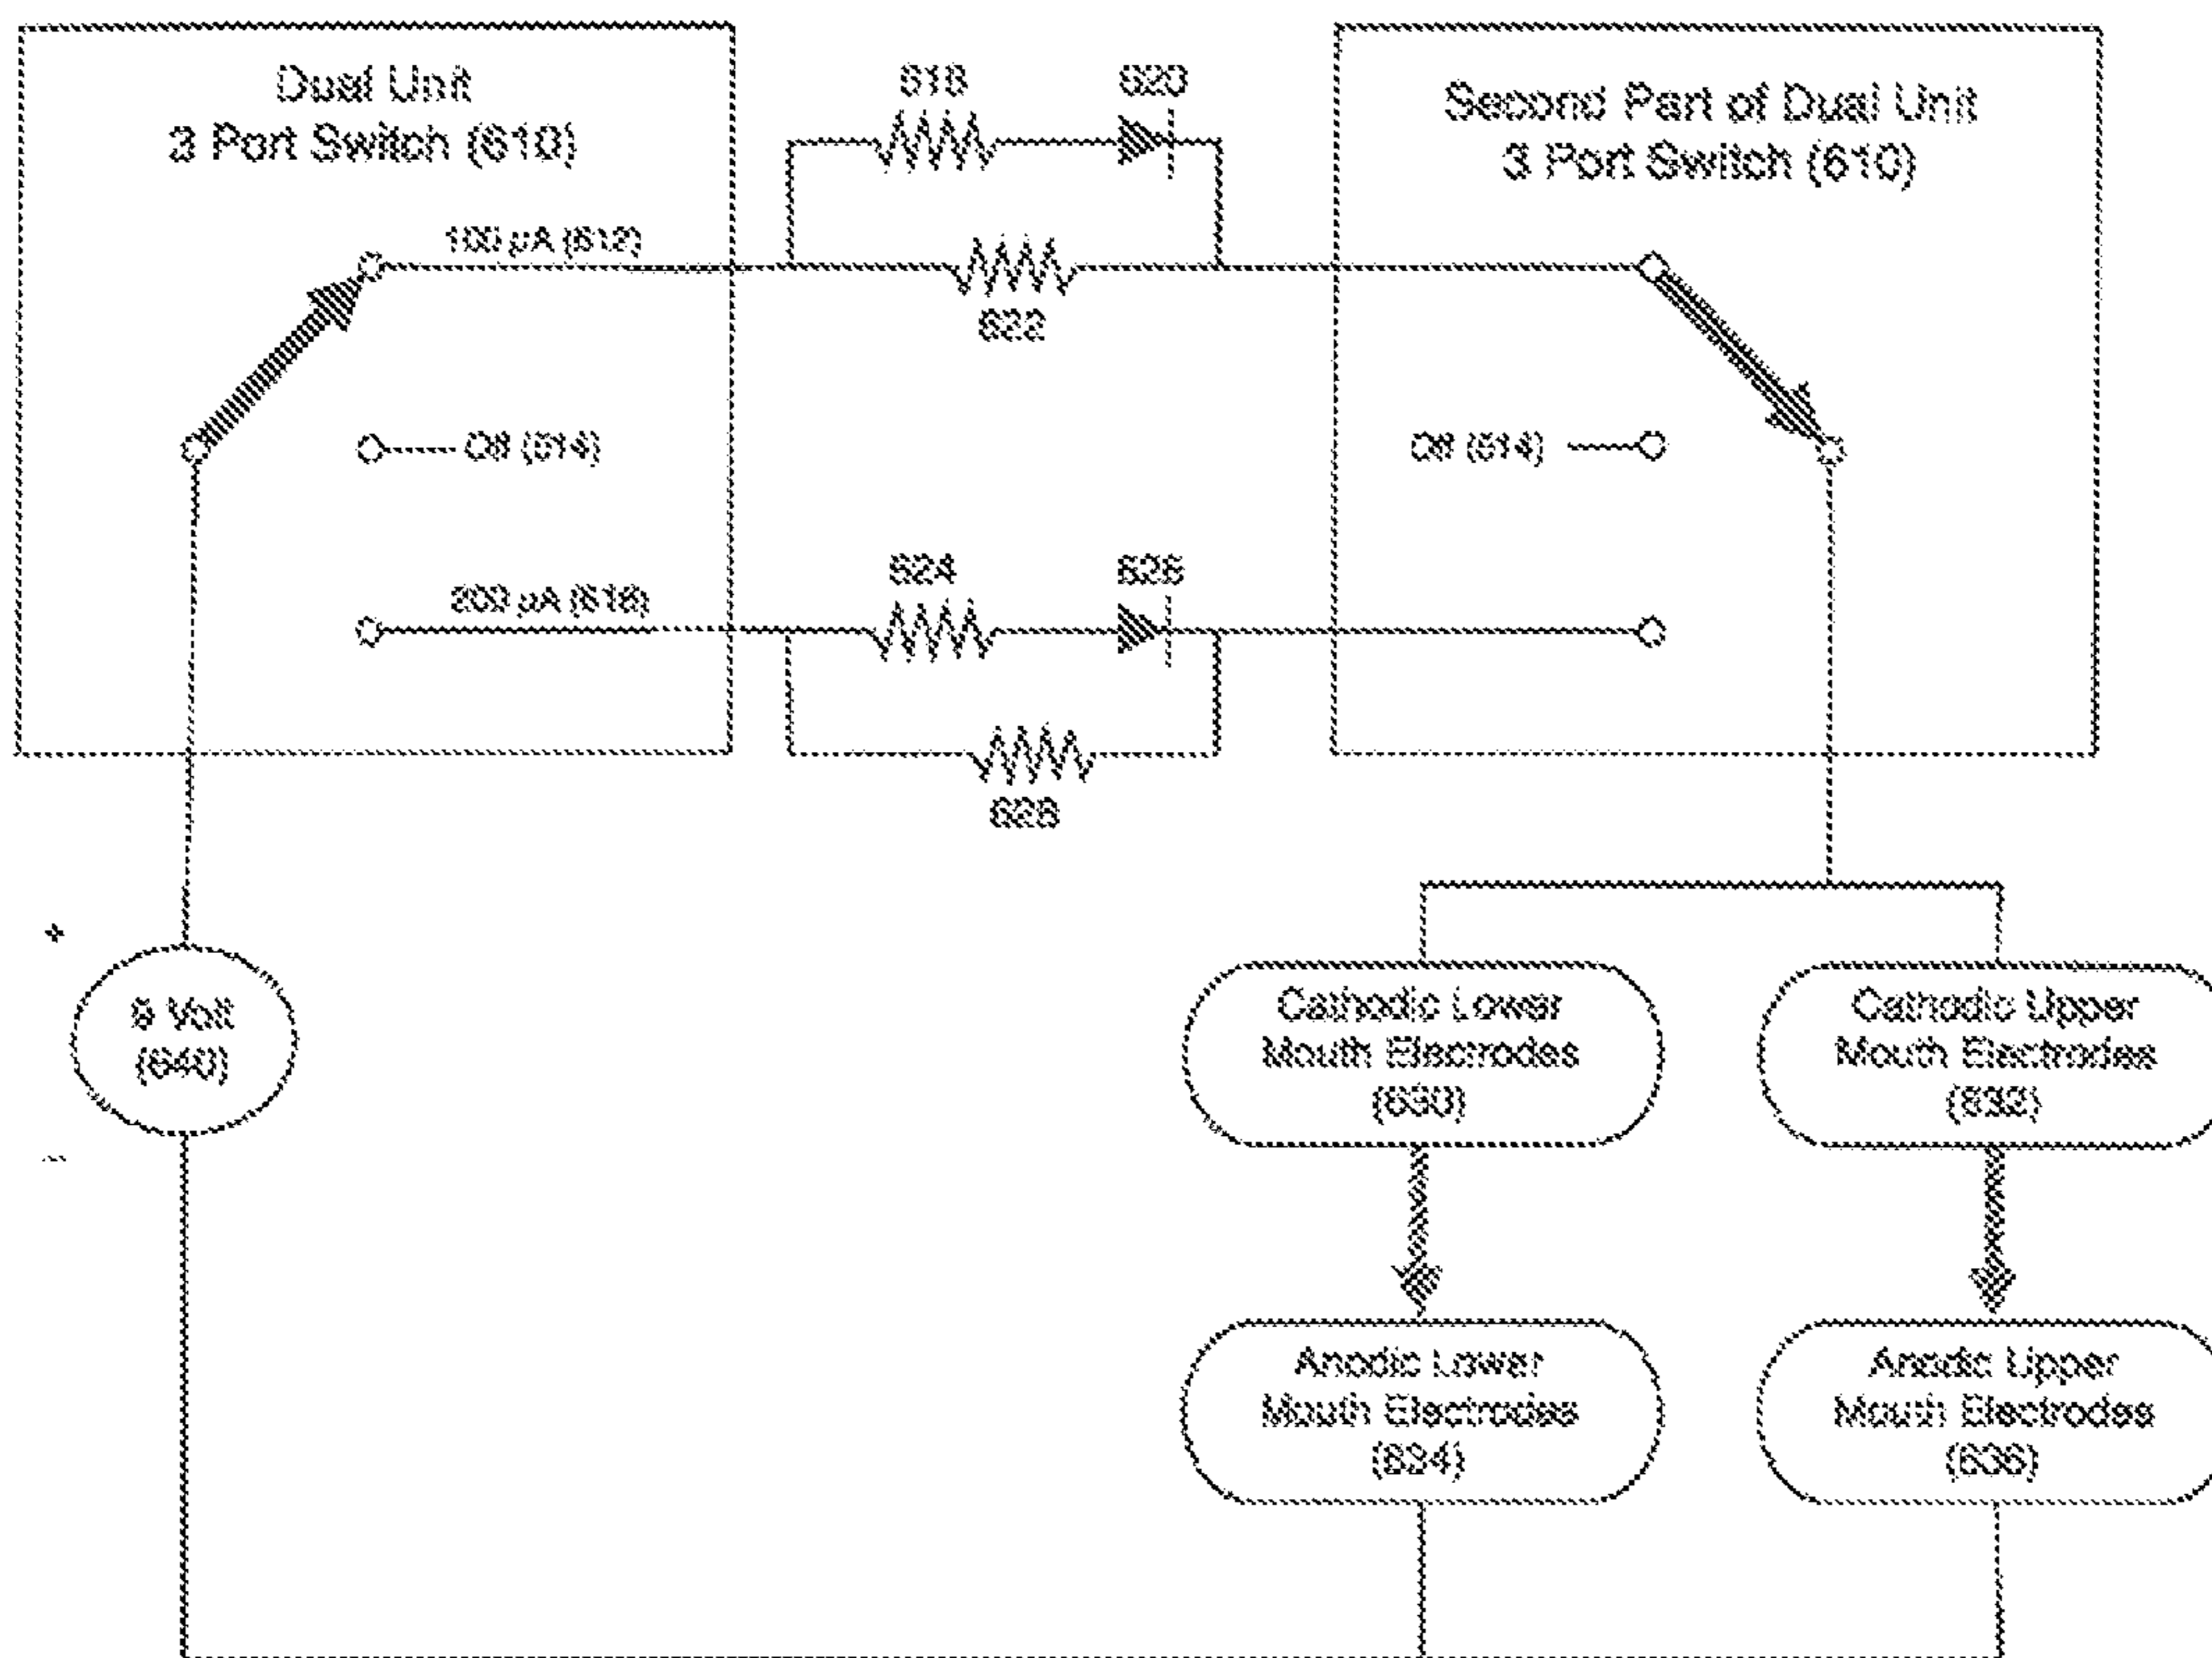 Dual Unit
3 Port Switch (610)
Second Part of Dual Unit
3 Port Switch (610)
618
620
100 µA (612)
622
Off (614)
Off (614)
624
626
200 µA (616)
628
+
9 Volt
(640)
-
Cathodic Lower
Mouth Electrodes
(630)
Cathodic Upper
Mouth Electrodes
(632)
Anodic Lower
Mouth Electrodes
(634)
Anodic Upper
Mouth Electrodes
(636)